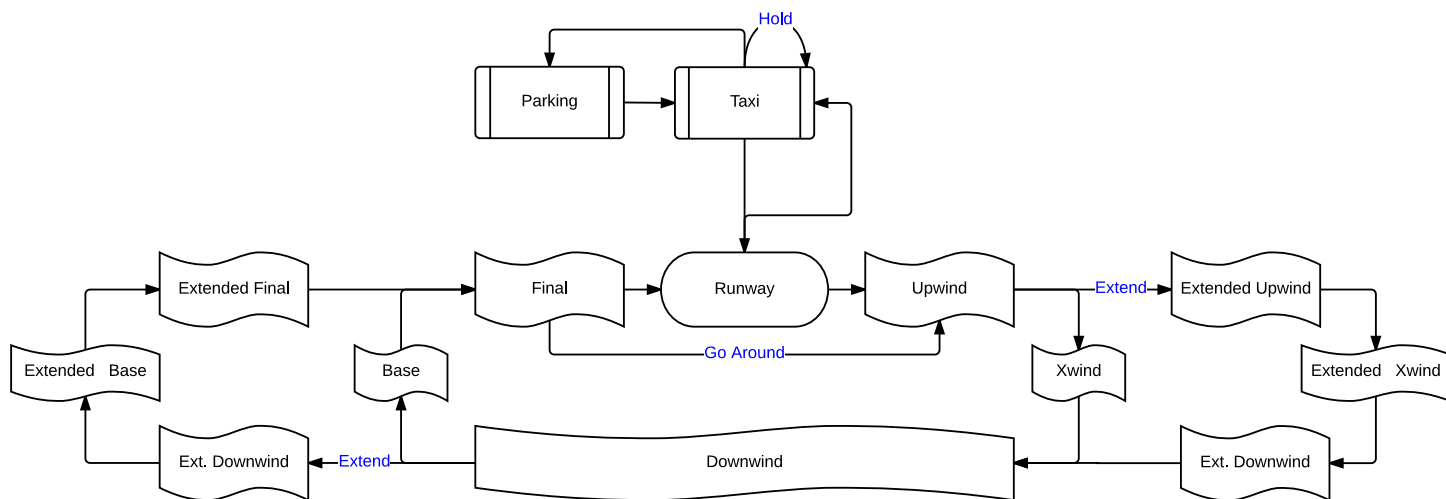 Hold
Parking
Taxi
Extended Final
Final
Runway
Upwind
Extend
Extended Upwind
Go Around
Extended Base
Base
Xwind
Extended Xwind
Ext. Downwind
Extend
Downwind
Ext. Downwind